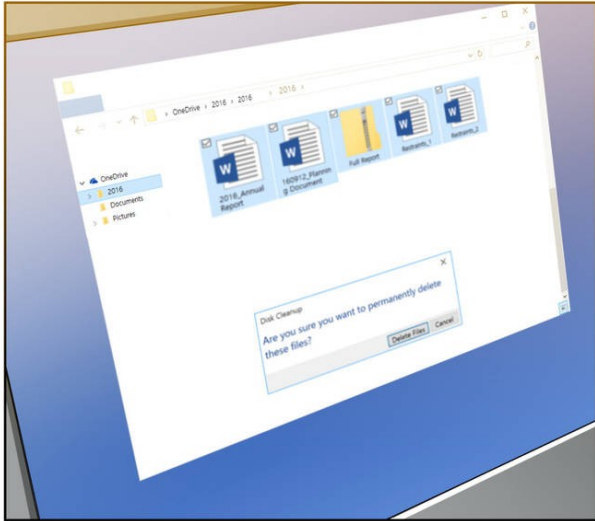 OneDrive › 2016 › 2016 › 2016 ›
OneDrive
2016
Documents
Pictures
W
2016_Annual
Report
W
160912_Plannin
g Document
Full Report
W
Restraints_1
W
Restraints_2
Disk Cleanup
Are you sure you want to permanently delete
these files?
Delete Files
Cancel